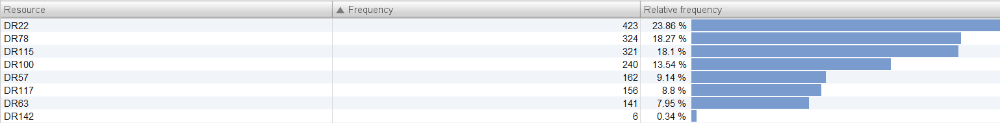 Resource ▲ Frequency Relative frequency
DR22 423 23.86 %
DR78 324 18.27 %
DR115 321 18.1 %
DR100 240 13.54 %
DR57 162 9.14 %
DR117 156 8.8 %
DR63 141 7.95 %
DR142 6 0.34 %